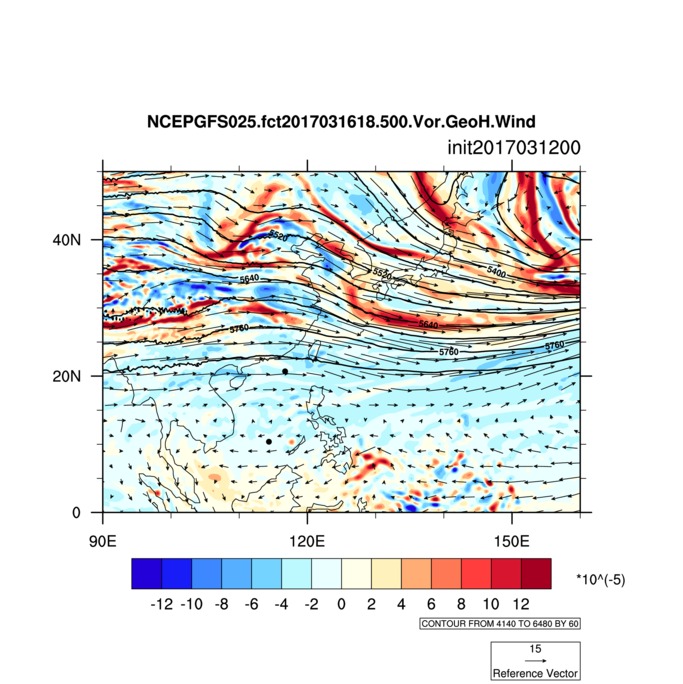 NCEPGFS025.fct2017031618.500.Vor.GeoH.Wind
init2017031200
40N
20N
0
90E 120E 150E
5520
5640
5760
5520
5400
5640
5760
5760
-12 -10 -8 -6 -4 -2 0 2 4 6 8 10 12
*10^(-5)
CONTOUR FROM 4140 TO 6480 BY 60
15
Reference Vector